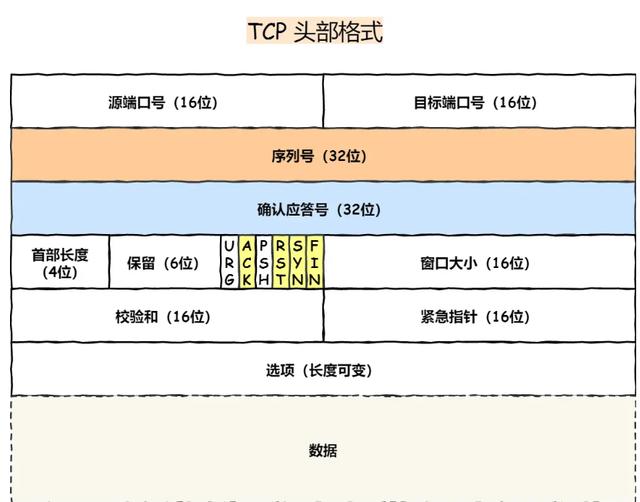 TCP 头部格式
源端口号（16位）
目标端口号（16位）
序列号（32位）
确认应答号（32位）
首部长度
（4位）
保留（6位）
URG
ACK
PSH
RST
SYN
FIN
窗口大小（16位）
校验和（16位）
紧急指针（16位）
选项（长度可变）
数据